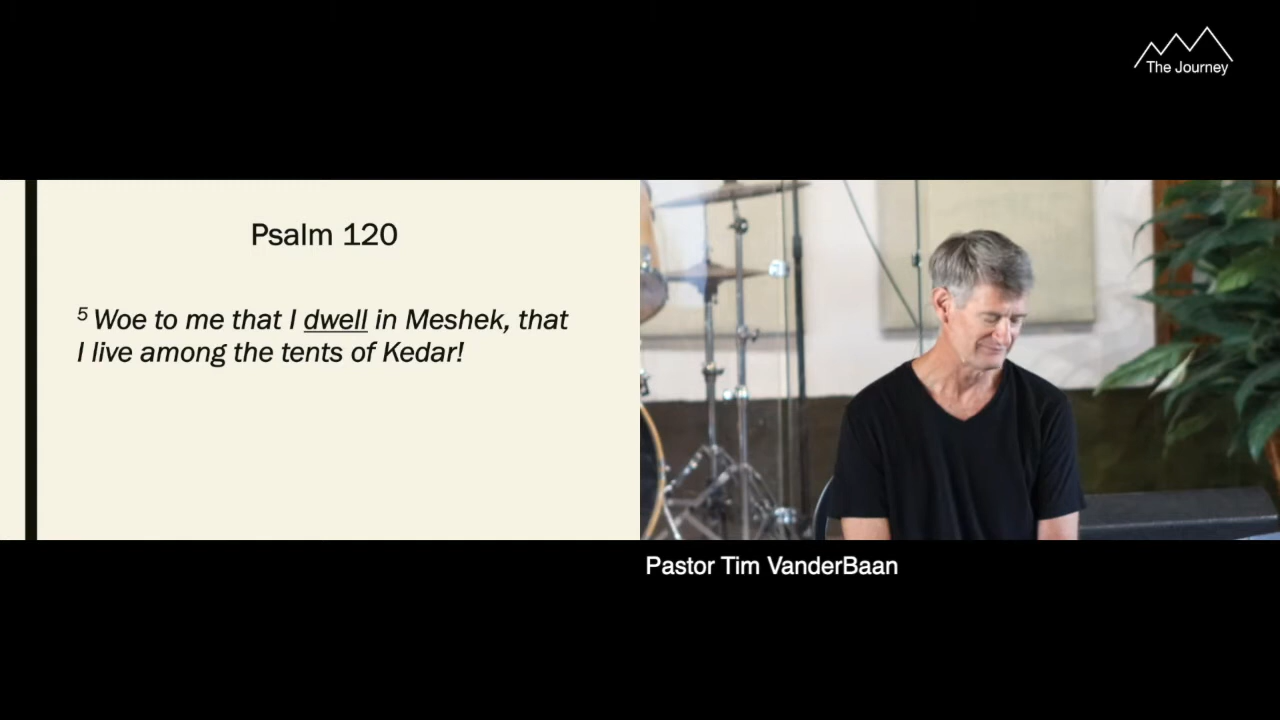 The Journey
Psalm 120
5 Woe to me that I dwell in Meshek, that
I live among the tents of Kedar!
Pastor Tim VanderBaan